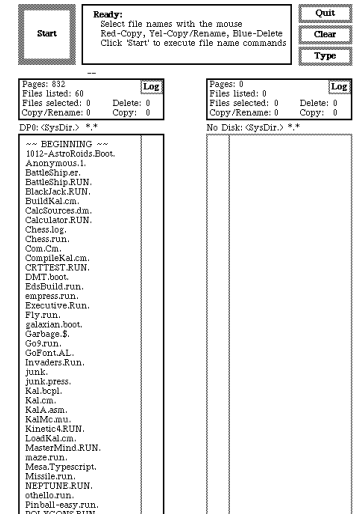 Start
Ready:
Select file names with the mouse
Red-Copy, Yel-Copy/Rename, Blue-Delete
Click 'Start' to execute file name commands
Quit
Clear
Type
Pages: 832
Log
Files listed: 60
Files selected: 0 Delete: 0
Copy/Rename: 0 Copy: 0
DP0: <SysDir.> *.*
Pages: 0
Log
Files listed: 0
Files selected: 0 Delete: 0
Copy/Rename: 0 Copy: 0
No Disk: <SysDir.> *.*
~~ BEGINNING ~~
1012-AstroRoids.Boot.
Anonymous.1.
BattleShip.er.
BattleShip.RUN.
BlackJack.RUN.
BuildKal.cm.
CalcSources.dm.
Calculator.RUN.
Chess.log.
Chess.run.
Com.Cm.
CompileKal.cm.
CRTTEST.RUN.
DMT.boot.
EdsBuild.run.
empress.run.
Executive.Run.
Fly.run.
galaxian.boot.
Garbage.$.
Go9.run.
GoFont.AL.
Invaders.Run.
junk.
junk.press.
Kal.bcpl.
Kal.cm.
KalA.asm.
KalMc.mu.
Kinetic4.RUN.
LoadKal.cm.
MasterMind.RUN.
maze.run.
Mesa.Typescript.
Missile.run.
NEPTUNE.RUN.
othello.run.
Pinball-easy.run.
POLYGONS.RUN.